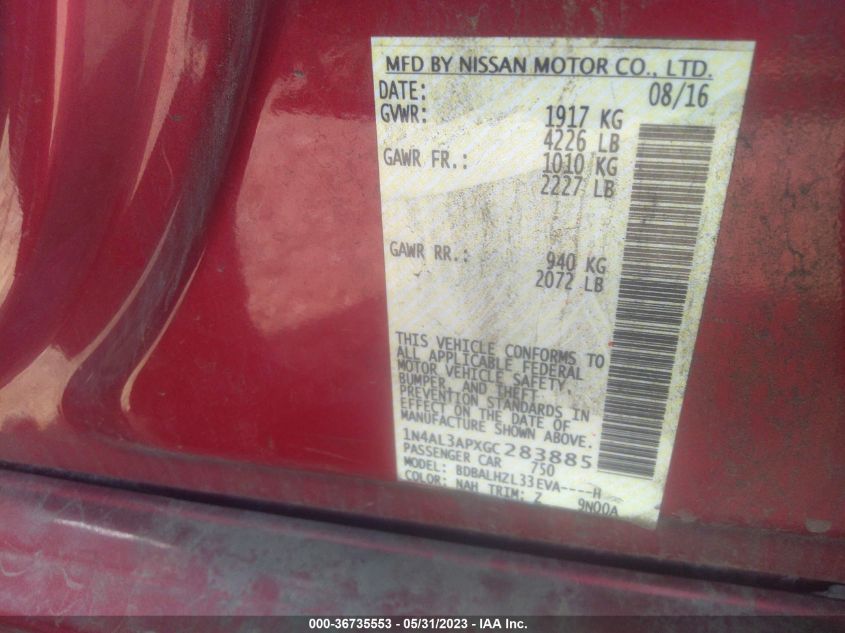 MFD BY NISSAN MOTOR CO., LTD.
DATE: 08/16
GVWR: 1917 KG
4226 LB
GAWR FR.: 1010 KG
2227 LB
GAWR RR.: 940 KG
2072 LB
THIS VEHICLE CONFORMS TO
ALL APPLICABLE FEDERAL
MOTOR VEHICLE SAFETY,
BUMPER, AND THEFT
PREVENTION STANDARDS IN
EFFECT ON THE DATE OF
MANUFACTURE SHOWN ABOVE.
1N4AL3APXGC283885
PASSENGER CAR 750
MODEL: BDBALHZL33EVA----H
COLOR: NAH TRIM: Z 9N00A
000-36735553 - 05/31/2023 - IAA Inc.